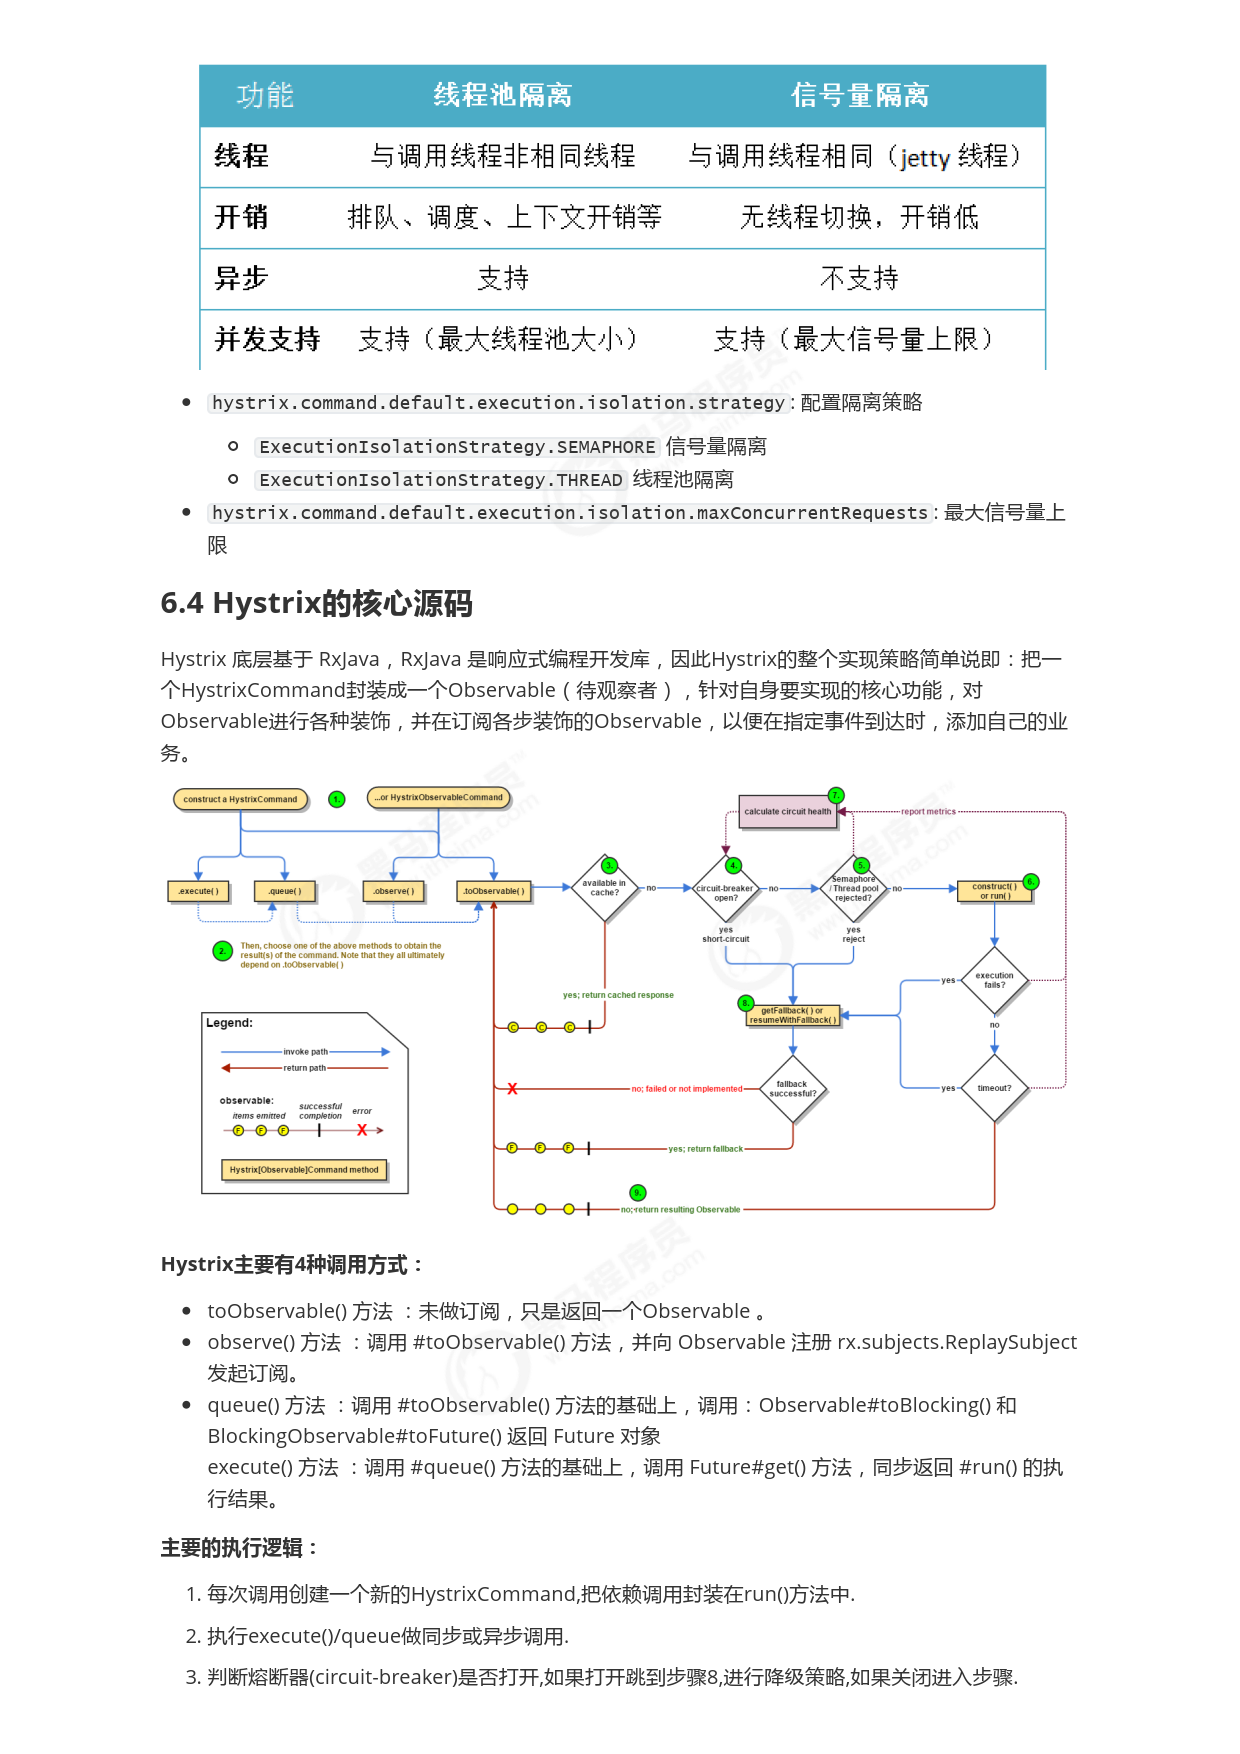 功能 线程池隔离 信号量隔离
线程 与调用线程非相同线程 与调用线程相同（jetty 线程）
开销 排队、调度、上下文开销等 无线程切换，开销低
异步 支持 不支持
并发支持 支持（最大线程池大小） 支持（最大信号量上限）
hystrix.command.default.execution.isolation.strategy : 配置隔离策略
ExecutionIsolationStrategy.SEMAPHORE 信号量隔离
ExecutionIsolationStrategy.THREAD 线程池隔离
hystrix.command.default.execution.isolation.maxConcurrentRequests : 最大信号量上
限
6.4 Hystrix的核心源码
Hystrix 底层基于 RxJava，RxJava 是响应式编程开发库，因此Hystrix的整个实现策略简单说即：把一
个HystrixCommand封装成一个Observable（待观察者），针对自身要实现的核心功能，对
Observable进行各种装饰，并在订阅各步装饰的Observable，以便在指定事件到达时，添加自己的业
务。
construct a HystrixCommand
1.
...or HystrixObservableCommand
7.
calculate circuit health
report metrics
.execute( )
.queue( )
.observe( )
.toObservable( )
3.
available in
cache?
no
4.
circuit-breaker
open?
no
5.
Semaphore
/ Thread pool
rejected?
no
6.
construct( )
or run( )
yes
short-circuit
yes
reject
2.
Then, choose one of the above methods to obtain the
result(s) of the command. Note that they all ultimately
depend on .toObservable( )
yes; return cached response
C C C
8.
getFallback( ) or
resumeWithFallback( )
yes
execution
fails?
no
yes
timeout?
Legend:
invoke path
return path
observable:
items emitted
successful
completion
error
F F F X
Hystrix[Observable]Command method
X
no; failed or not implemented
fallback
successful?
F F F
yes; return fallback
9.
no; return resulting Observable
Hystrix主要有4种调用方式：
toObservable() 方法 ：未做订阅，只是返回一个Observable 。
observe() 方法 ：调用 #toObservable() 方法，并向 Observable 注册 rx.subjects.ReplaySubject
发起订阅。
queue() 方法 ：调用 #toObservable() 方法的基础上，调用：Observable#toBlocking() 和
BlockingObservable#toFuture() 返回 Future 对象
execute() 方法 ：调用 #queue() 方法的基础上，调用 Future#get() 方法，同步返回 #run() 的执
行结果。
主要的执行逻辑：
1. 每次调用创建一个新的HystrixCommand,把依赖调用封装在run()方法中.
2. 执行execute()/queue做同步或异步调用.
3. 判断熔断器(circuit-breaker)是否打开,如果打开跳到步骤8,进行降级策略,如果关闭进入步骤.